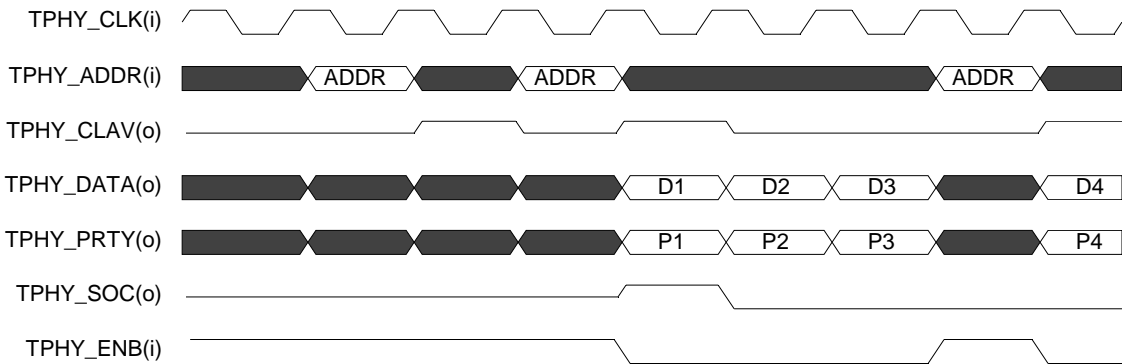 TPHY_CLK(i)
TPHY_ADDR(i) ADDR ADDR ADDR
TPHY_CLAV(o)
TPHY_DATA(o) D1 D2 D3 D4
TPHY_PRTY(o) P1 P2 P3 P4
TPHY_SOC(o)
TPHY_ENB(i)